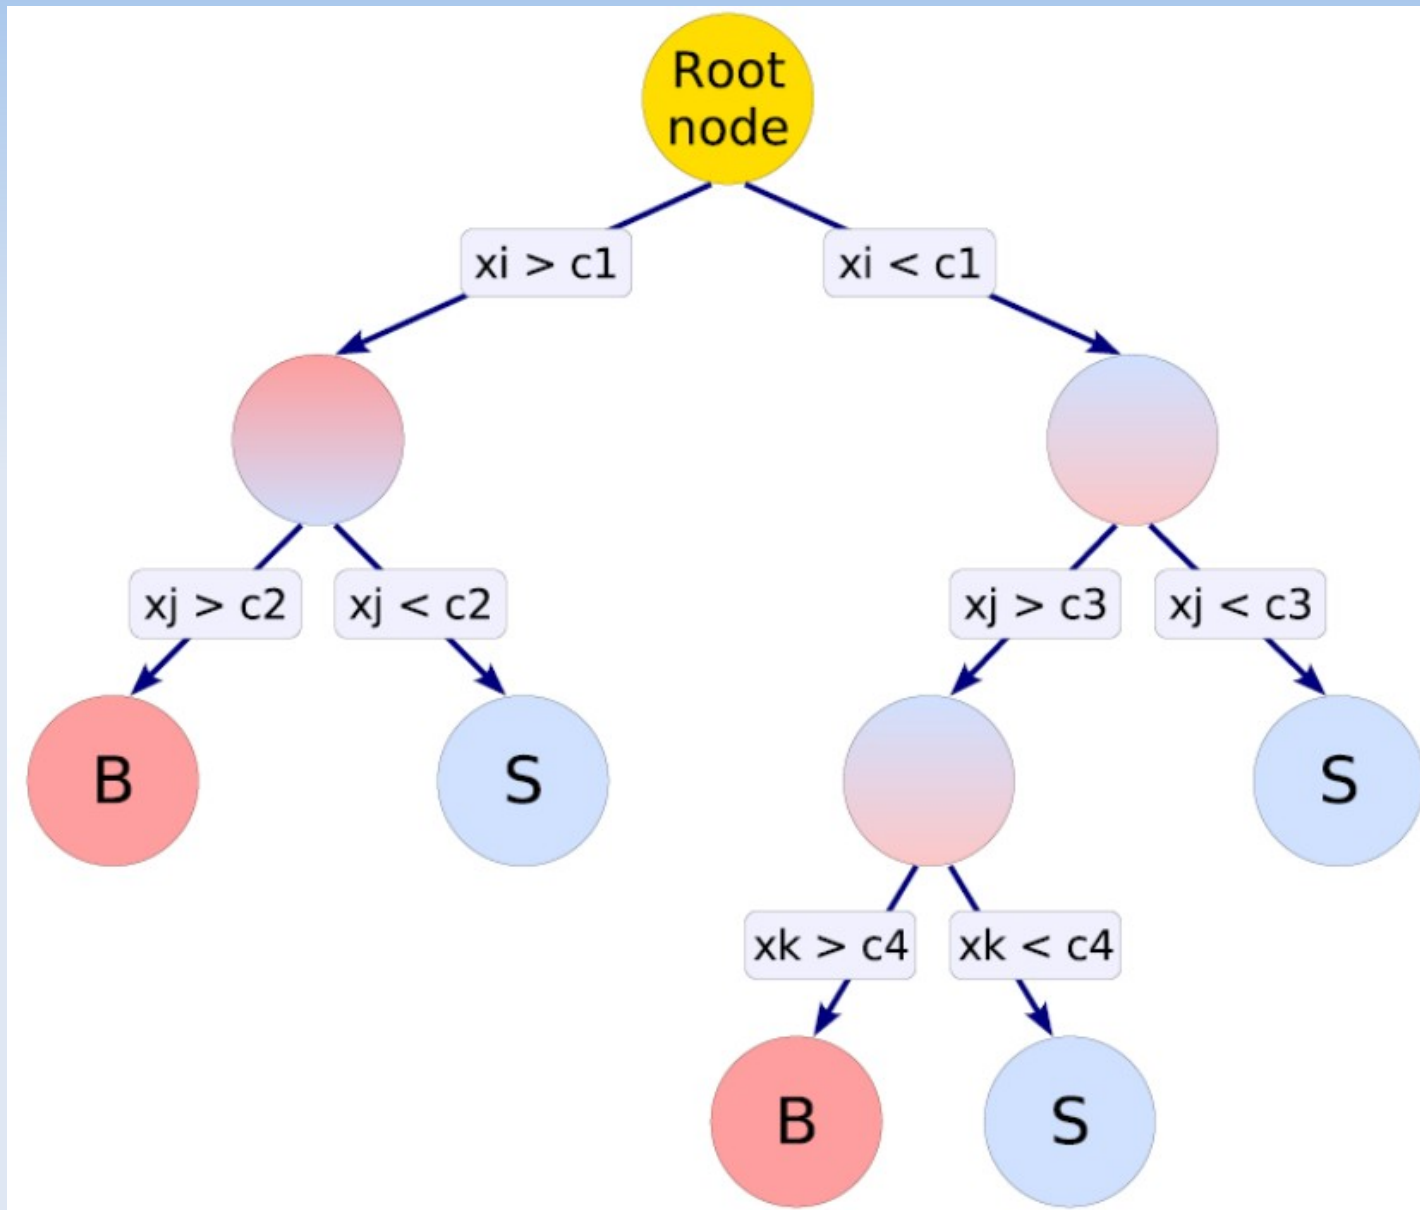 Root
node
xi > c1
xi < c1
xj > c2
xj < c2
xj > c3
xj < c3
B
S
S
xk > c4
xk < c4
B
S